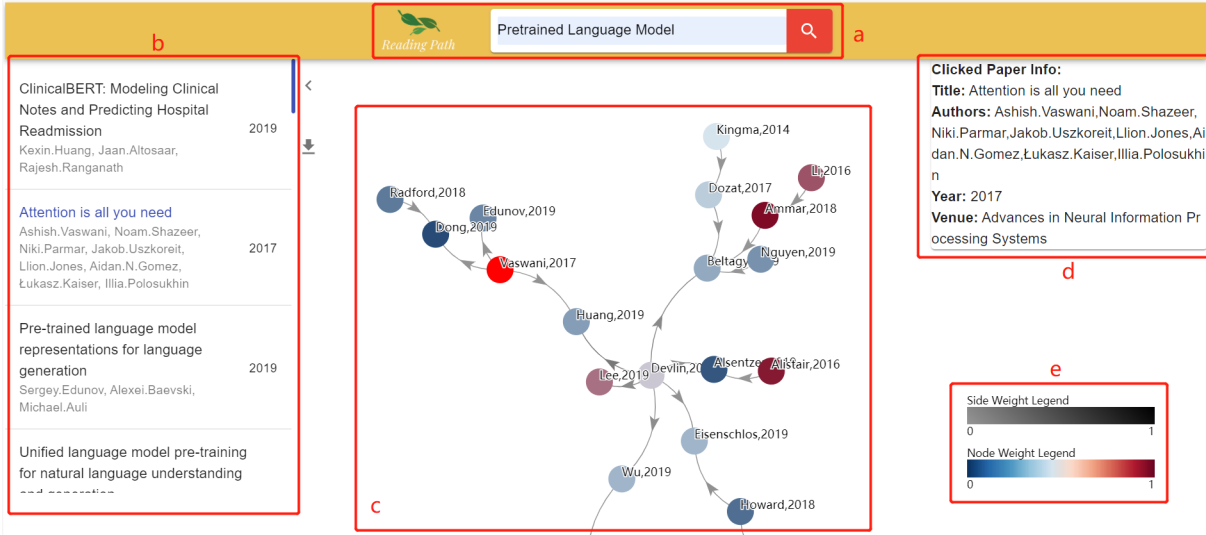 b
Reading Path
Pretrained Language Model
a
ClinicalBERT: Modeling Clinical
Notes and Predicting Hospital
Readmission
2019
Kexin.Huang, Jaan.Altosaar,
Rajesh.Ranganath
Attention is all you need
Ashish.Vaswani, Noam.Shazeer,
Niki.Parmar, Jakob.Uszkoreit,
2017
Llion.Jones, Aidan.N.Gomez,
Łukasz.Kaiser, Illia.Polosukhin
Pre-trained language model
representations for language
generation
2019
Sergey.Edunov, Alexei.Baevski,
Michael.Auli
Unified language model pre-training
for natural language understanding
and generation
Kingma,2014
Li,2016
Radford,2018
Dozat,2017
Edunov,2019
Ammar,2018
Dong,2019
Nguyen,2019
Vaswani,2017
Huang,2019
Lee,2019
Alistair,2016
Eisenschlos,2019
Wu,2019
Howard,2018
c
Clicked Paper Info:
Title: Attention is all you need
Authors: Ashish.Vaswani,Noam.Shazeer,
Niki.Parmar,Jakob.Uszkoreit,Llion.Jones,Ai
dan.N.Gomez,Łukasz.Kaiser,Illia.Polosukhi
n
Year: 2017
Venue: Advances in Neural Information Pr
ocessing Systems
d
e
Side Weight Legend
0 1
Node Weight Legend
0 1